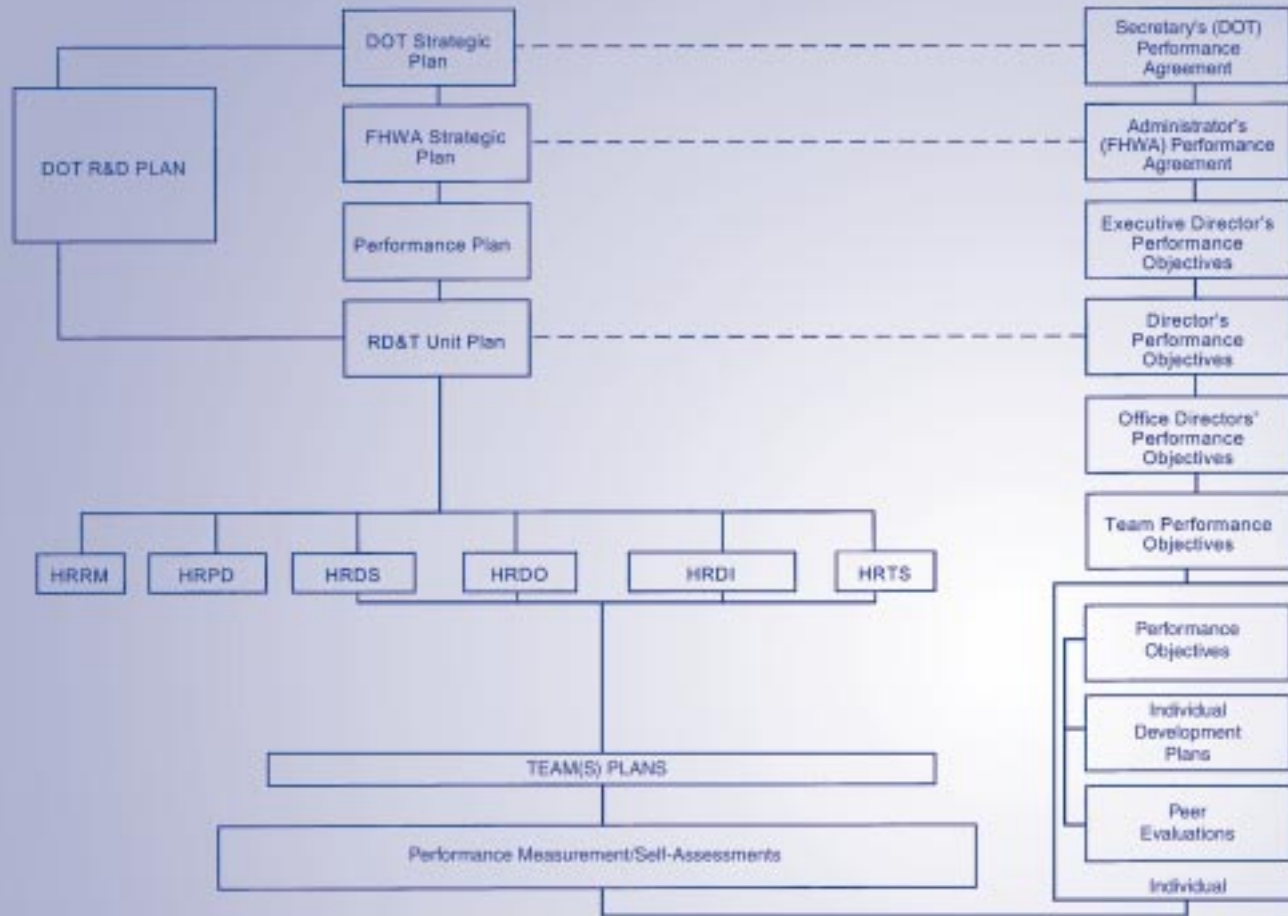 DOT Strategic
Plan
Secretary's (DOT)
Performance
Agreement
DOT R&D PLAN
FHWA Strategic
Plan
Administrator's
(FHWA) Performance
Agreement
Performance Plan
Executive Director's
Performance
Objectives
RD&T Unit Plan
Director's
Performance
Objectives
Office Directors'
Performance
Objectives
Team Performance
Objectives
HRRM
HRPD
HRDS
HRDO
HRDI
HRTS
Performance
Objectives
Individual
Development
Plans
TEAM(S) PLANS
Peer
Evaluations
Performance Measurement/Self-Assessments
Individual